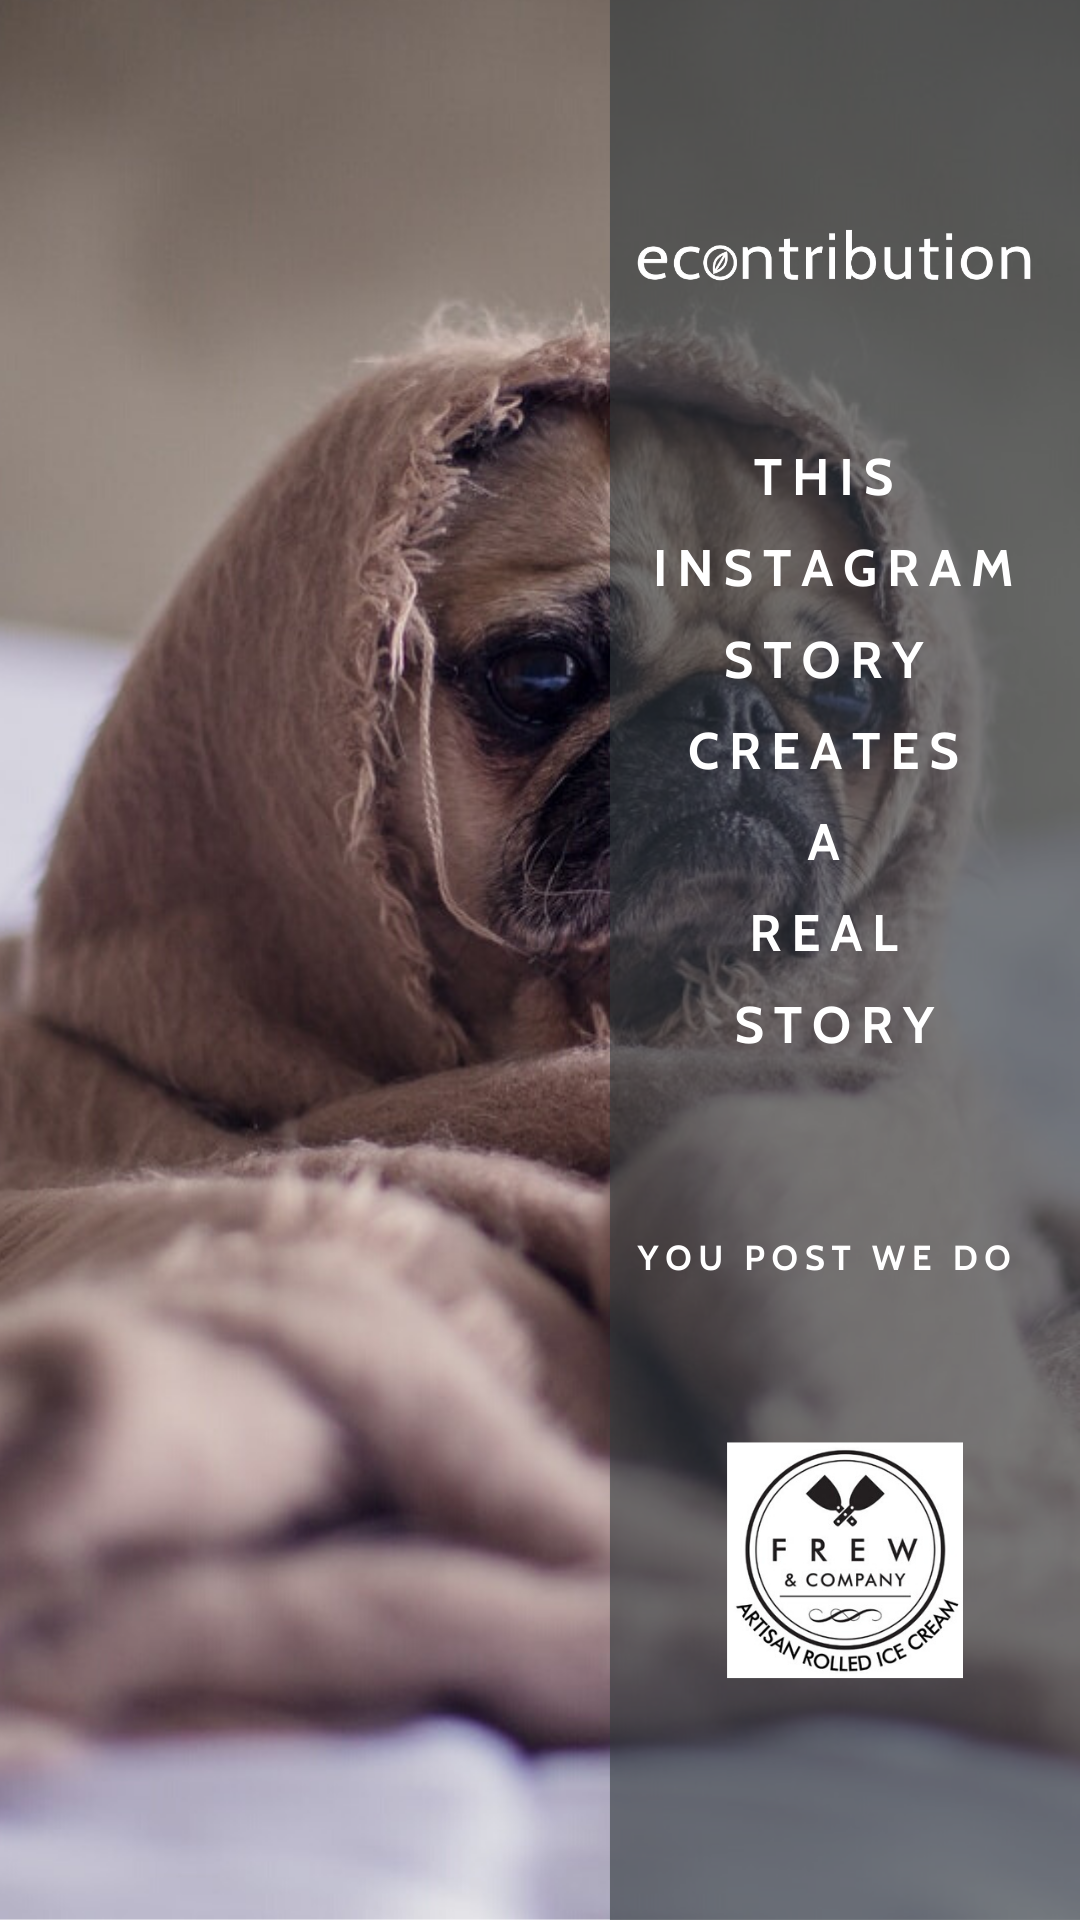 econtribution
THIS
INSTAGRAM
STORY
CREATES
A
REAL
STORY
YOU POST WE DO
FREW
& COMPANY
ARTISAN ROLLED ICE CREAM